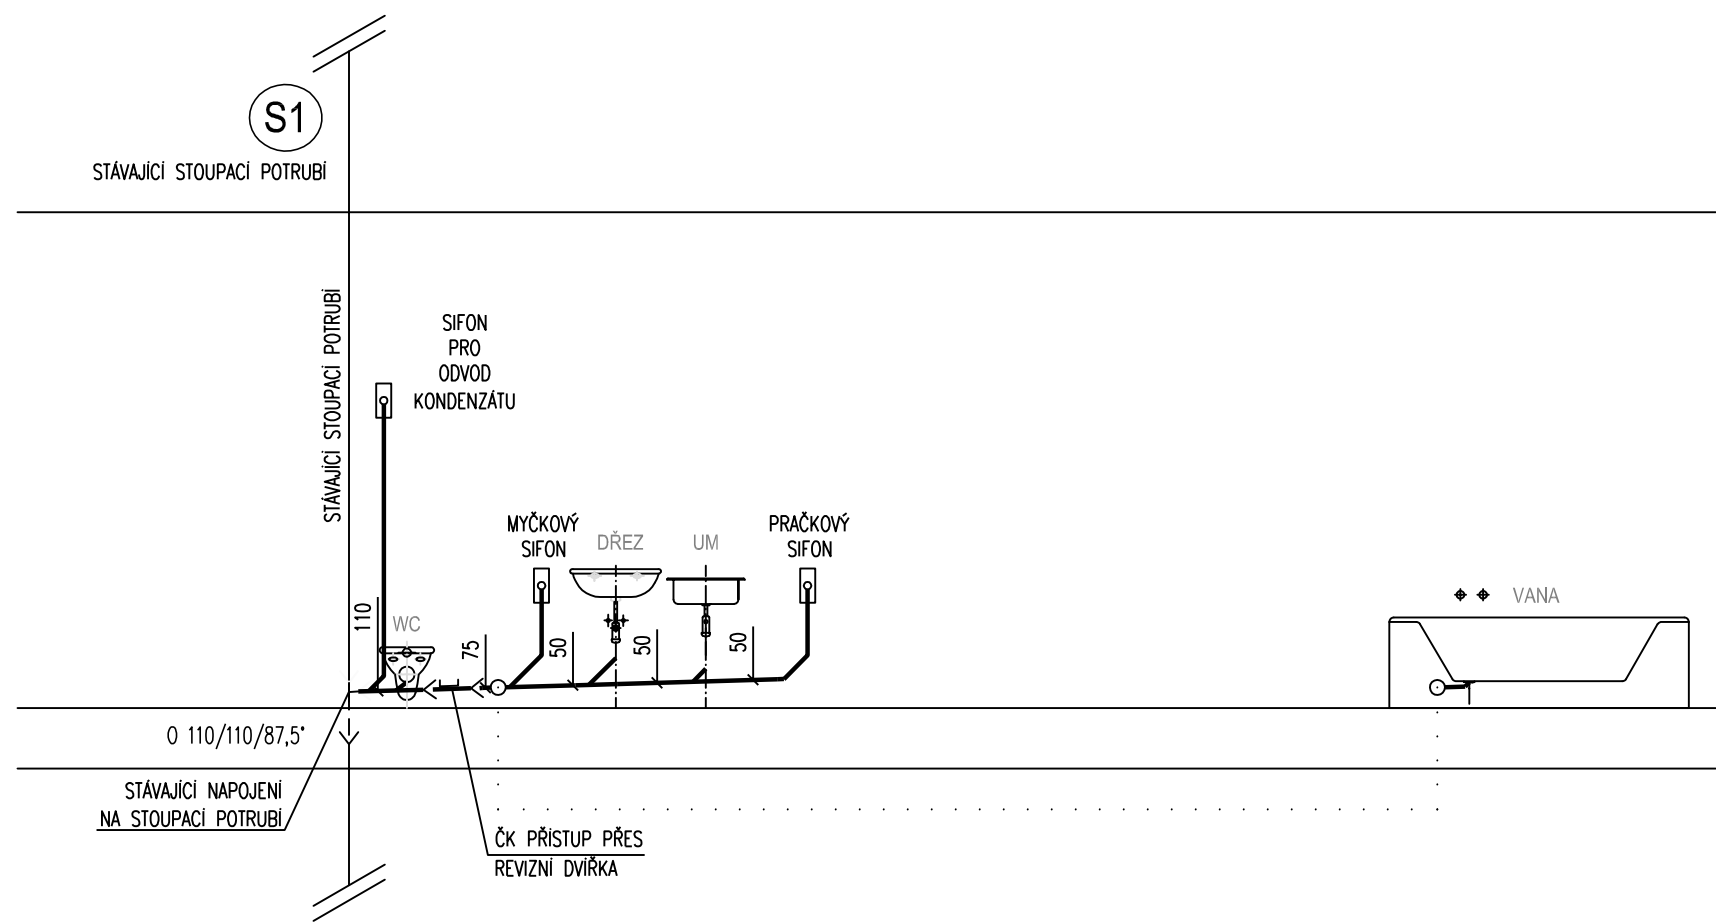 S1
STÁVAJÍCÍ STOUPACÍ POTRUBÍ
STÁVAJÍCÍ STOUPACÍ POTRUBÍ
SIFON
PRO
ODVOD
KONDENZÁTU
MYČKOVÝ
SIFON
DŘEZ
UM
PRAČKOVÝ
SIFON
VANA
110
WC
75
50
50
50
O 110/110/87,5°
STÁVAJÍCÍ NAPOJENÍ
NA STOUPACÍ POTRUBÍ
ČK PŘÍSTUP PŘES
REVIZNÍ DVÍŘKA